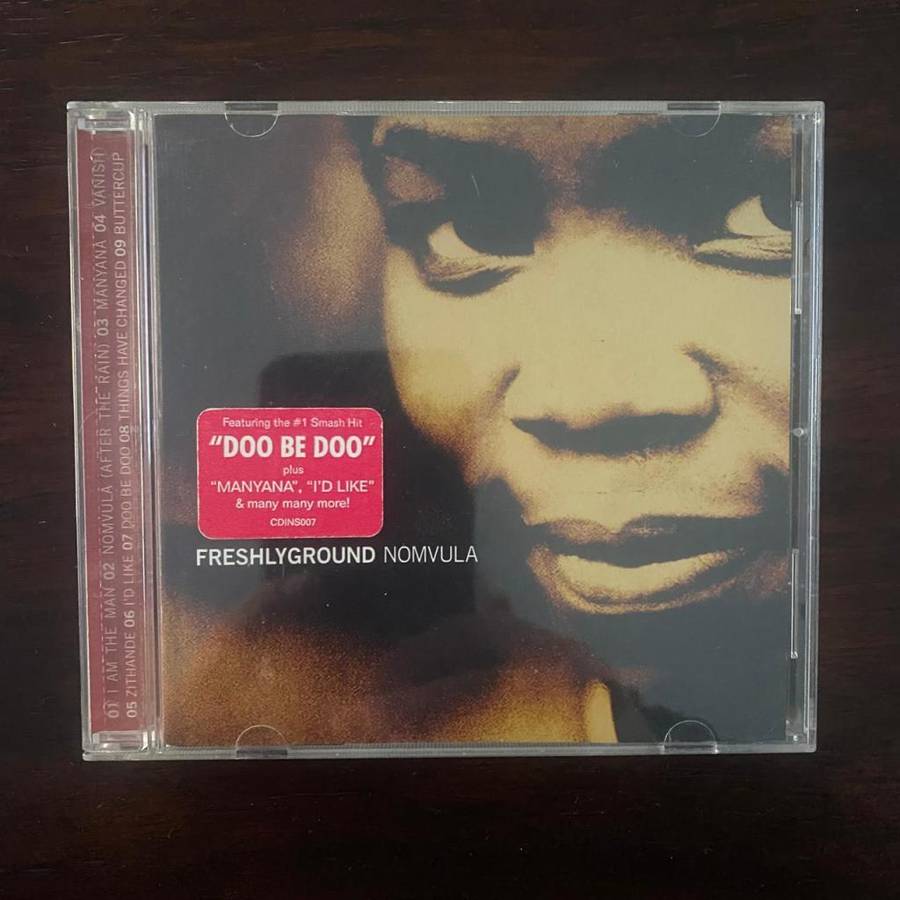 01 I AM THE MAN 02 NOMVULA (AFTER THE RAIN) 03 MANYANA 04 VANISH
05 ZITHANDE 06 I'D LIKE 07 DOO BE DOO 08 THINGS HAVE CHANGED 09 BUTTERCUP
Featuring the #1 Smash Hit
"DOO BE DOO"
plus
"MANYANA", "I'D LIKE"
& many many more!
CDINS007
FRESHLYGROUND NOMVULA